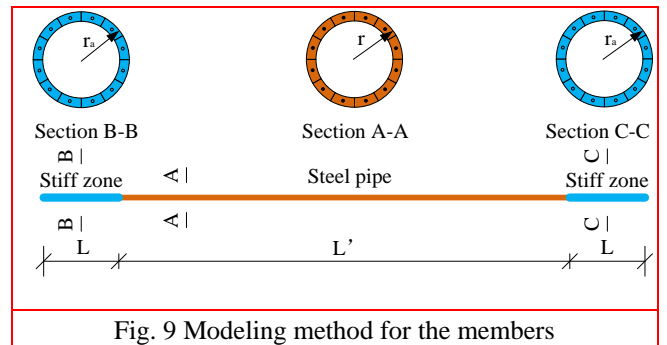 rₐ
r
rₐ
Section B-B
Section A-A
Section C-C
B
A
C
Stiff zone
Steel pipe
Stiff zone
B
A
C
L
L’
L
Fig. 9 Modeling method for the members